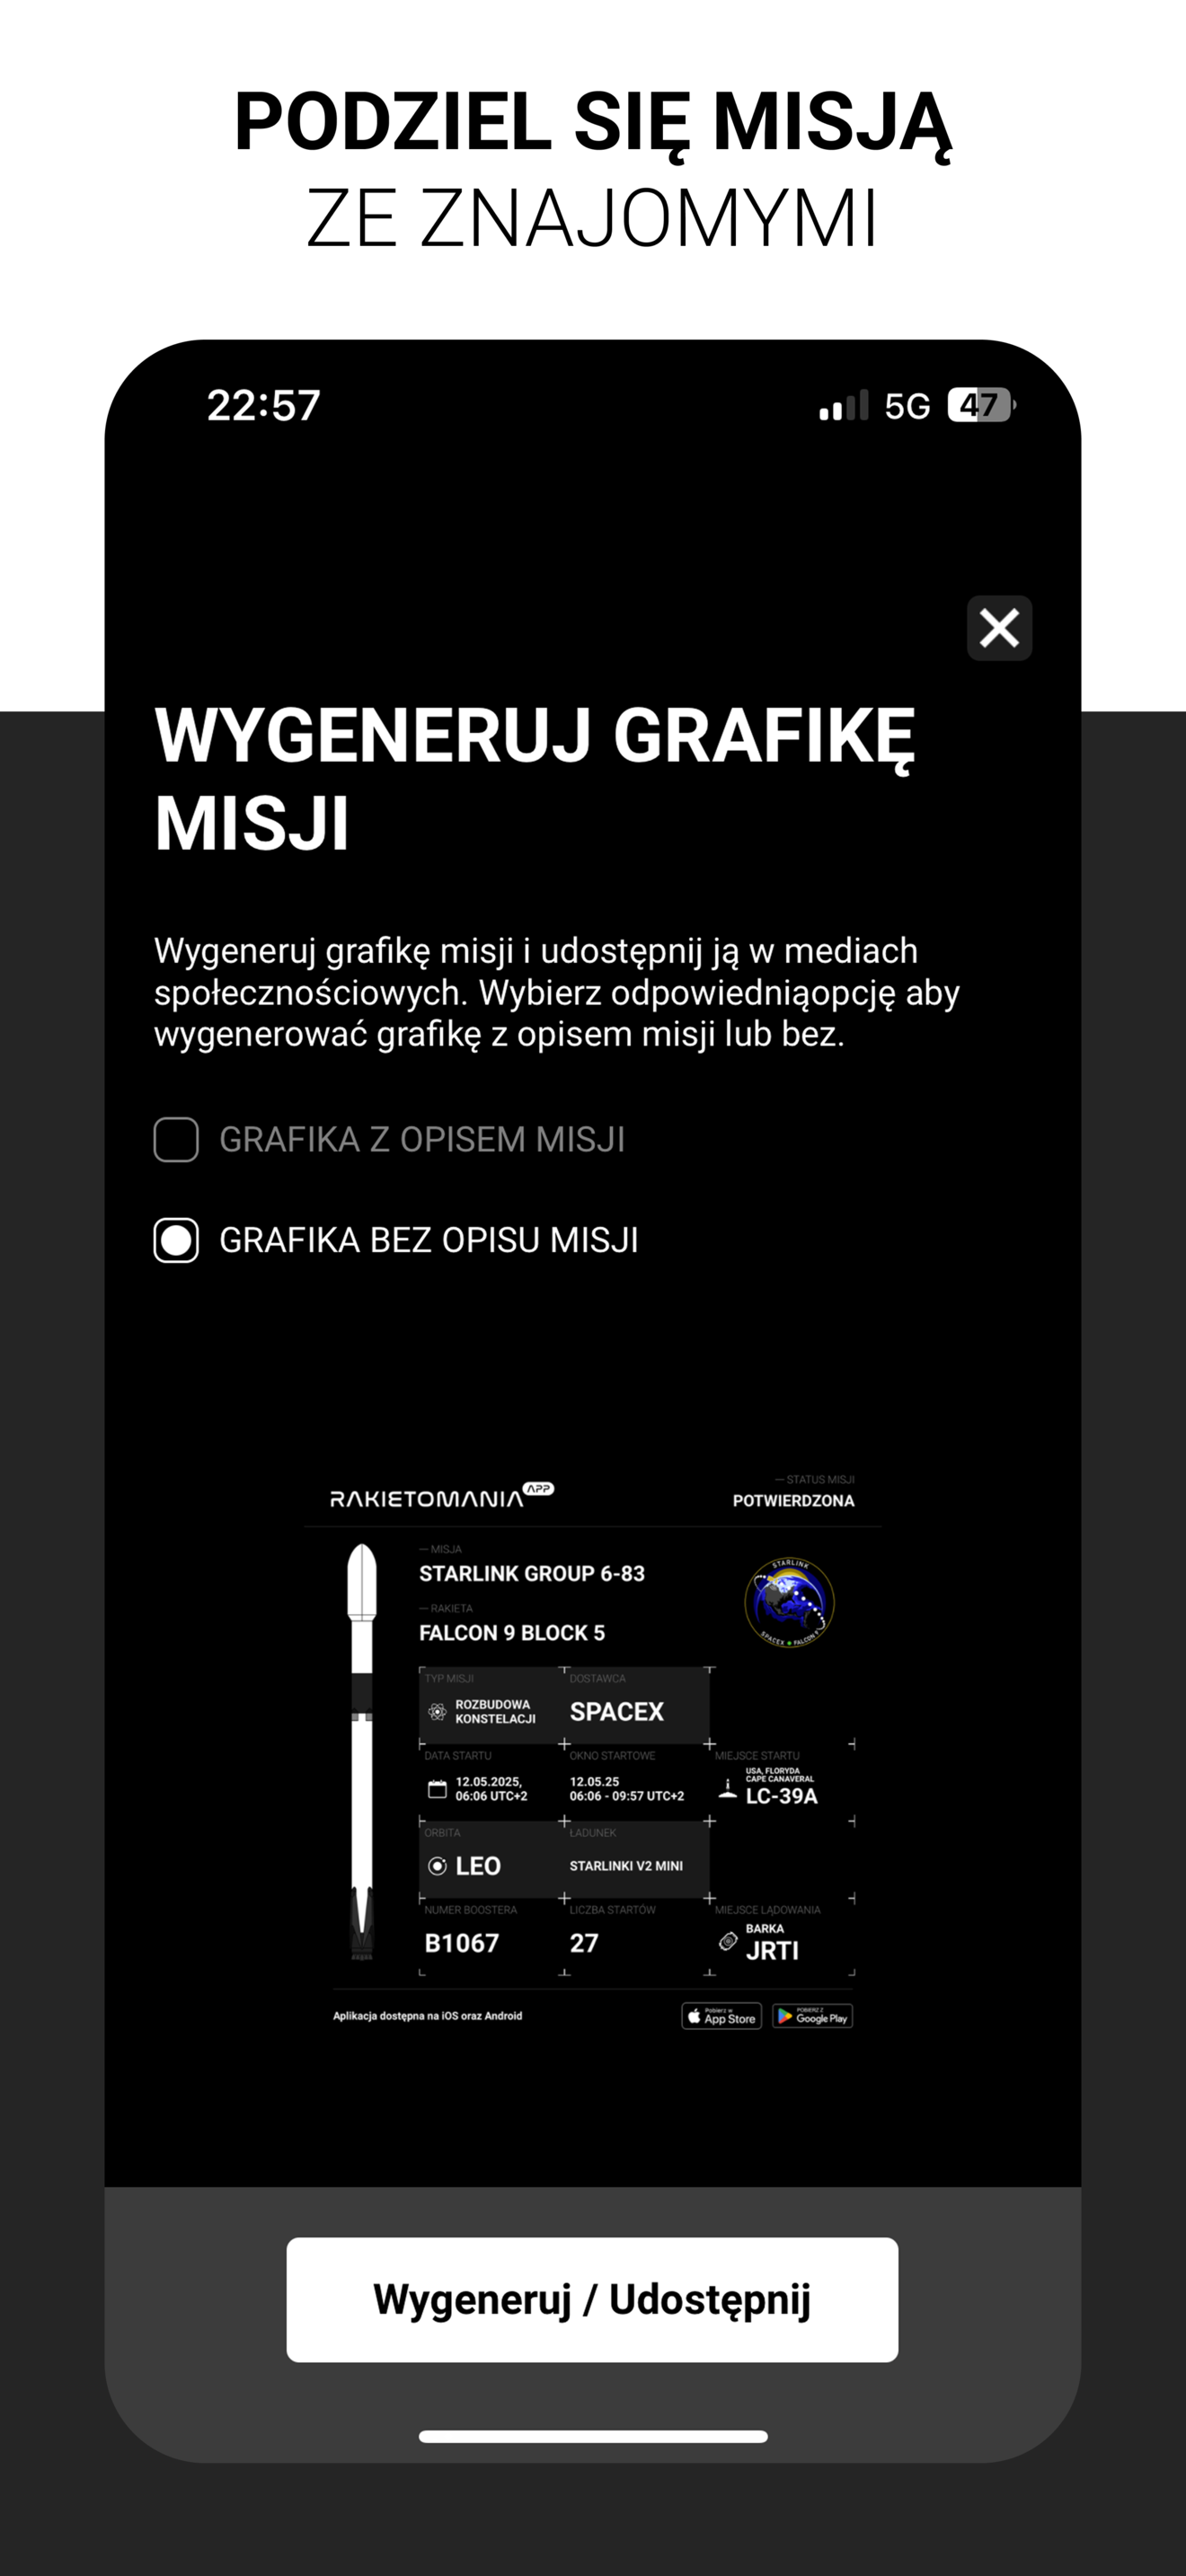 PODZIEL SIĘ MISJĄ
ZE ZNAJOMYMI
22:57
5G 47
WYGENERUJ GRAFIKĘ
MISJI
Wygeneruj grafikę misji i udostępnij ją w mediach
społecznościowych. Wybierz odpowiedniąopcję aby
wygenerować grafikę z opisem misji lub bez.
GRAFIKA Z OPISEM MISJI
GRAFIKA BEZ OPISU MISJI
RAKIETOMANIA APP
— STATUS MISJI
POTWIERDZONA
— MISJA
STARLINK GROUP 6-83
— RAKIETA
FALCON 9 BLOCK 5
STARLINK
SPACEX FALCON 9
TYP MISJI
ROZBUDOWA
KONSTELACJI
DOSTAWCA
SPACEX
DATA STARTU
12.05.2025,
06:06 UTC+2
OKNO STARTOWE
12.05.25
06:06 - 09:57 UTC+2
MIEJSCE STARTU
USA, FLORYDA
CAPE CANAVERAL
LC-39A
ORBITA
LEO
ŁADUNEK
STARLINKI V2 MINI
NUMER BOOSTERA
B1067
LICZBA STARTÓW
27
MIEJSCE LĄDOWANIA
BARKA
JRTI
Aplikacja dostępna na iOS oraz Android
Pobierz w
App Store
POBIERZ Z
Google Play
Wygeneruj / Udostępnij